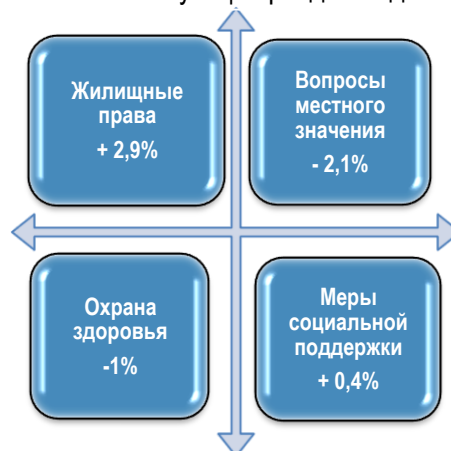 Жилищные
права
+ 2,9%
Вопросы
местного
значения
- 2,1%
Охрана
здоровья
-1%
Меры
социальной
поддержки
+ 0,4%